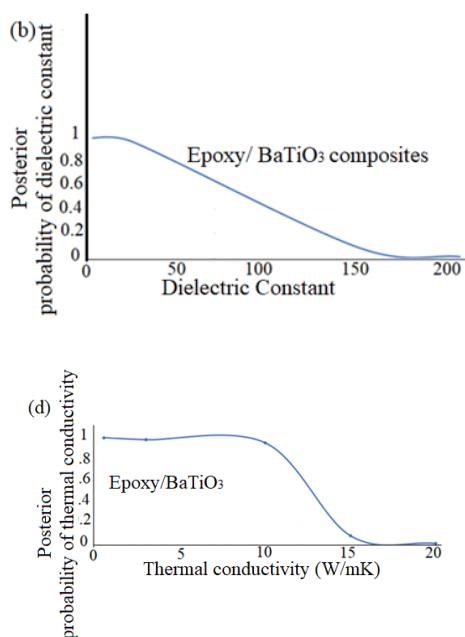 (b)
Posterior
probability of dielectric constant
1
0.8
0.6
0.4
0.2
0
Epoxy/ BaTiO₃ composites
0 50 100 150 200
Dielectric Constant
(d)
Posterior
probability of thermal conductivity
1
.8
.6
.4
.2
0
Epoxy/BaTiO₃
0 5 10 15 20
Thermal conductivity (W/mK)